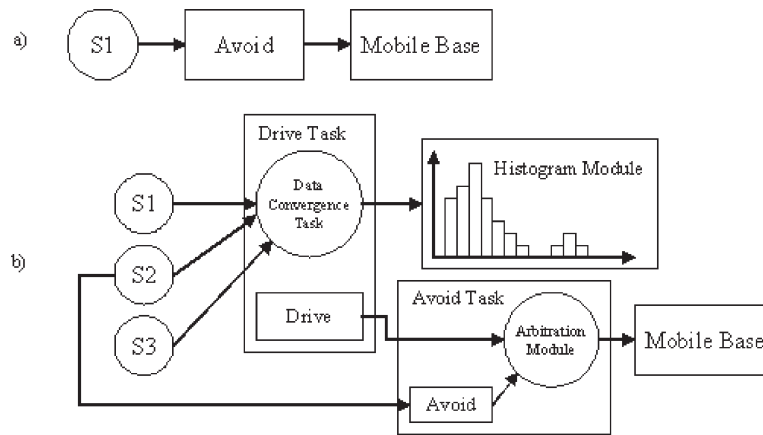 a)
S1
Avoid
Mobile Base
b)
Drive Task
Data
Convergence
Task
Histogram Module
S1
S2
S3
Drive
Avoid Task
Arbitration
Module
Mobile Base
Avoid